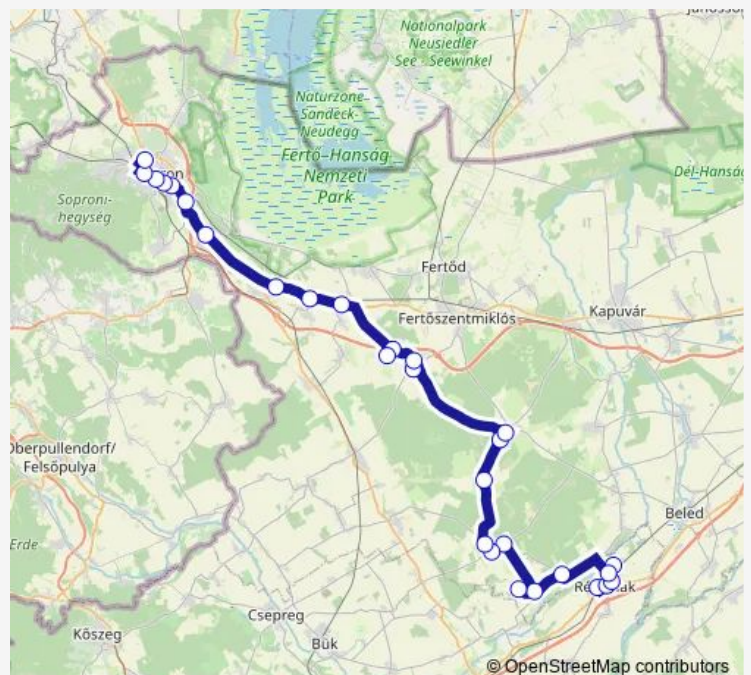 Nationalpark
Neusiedler
See - Seewinkel
Naturzone
Sandeck-
Neudegg
Fertő-Hanság
Nemzeti
Park
Dél-Hanság
Soproni-
hegység
Fertőd
Kapuvár
Fertőszentmiklós
Oberpullendorf/
Felsőpulya
Beled
Erde
Csepreg
Kőszeg
Bük
© OpenStreetMap contributors